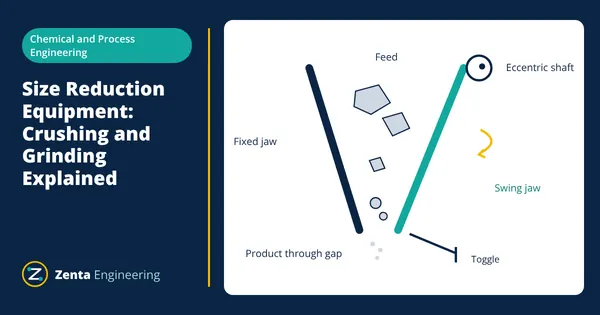 Chemical and Process
Engineering
Size Reduction
Equipment:
Crushing and
Grinding
Explained
Zenta Engineering
Feed
Eccentric shaft
Fixed jaw
Swing jaw
Product through gap
Toggle